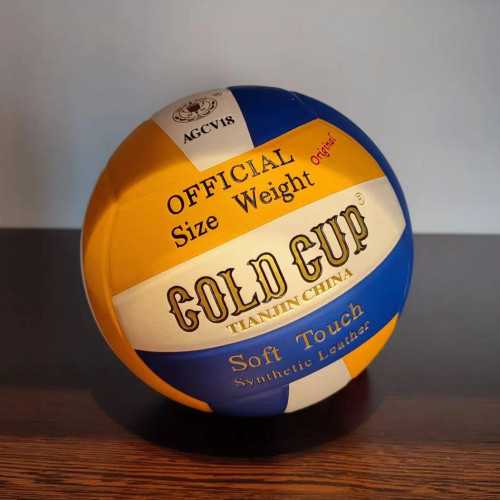 AGCV18
OFFICIAL
Size Weight
Original
GOLD CUP ®
TIANJIN CHINA
Soft Touch
Synthetic Leather